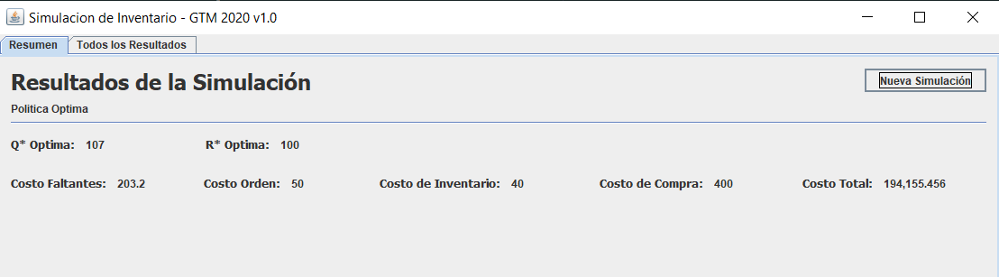 Simulacion de Inventario - GTM 2020 v1.0
Resumen Todos los Resultados
Resultados de la Simulación Nueva Simulación
Politica Optima
Q* Optima: 107 R* Optima: 100
Costo Faltantes: 203.2 Costo Orden: 50 Costo de Inventario: 40 Costo de Compra: 400 Costo Total: 194,155.456